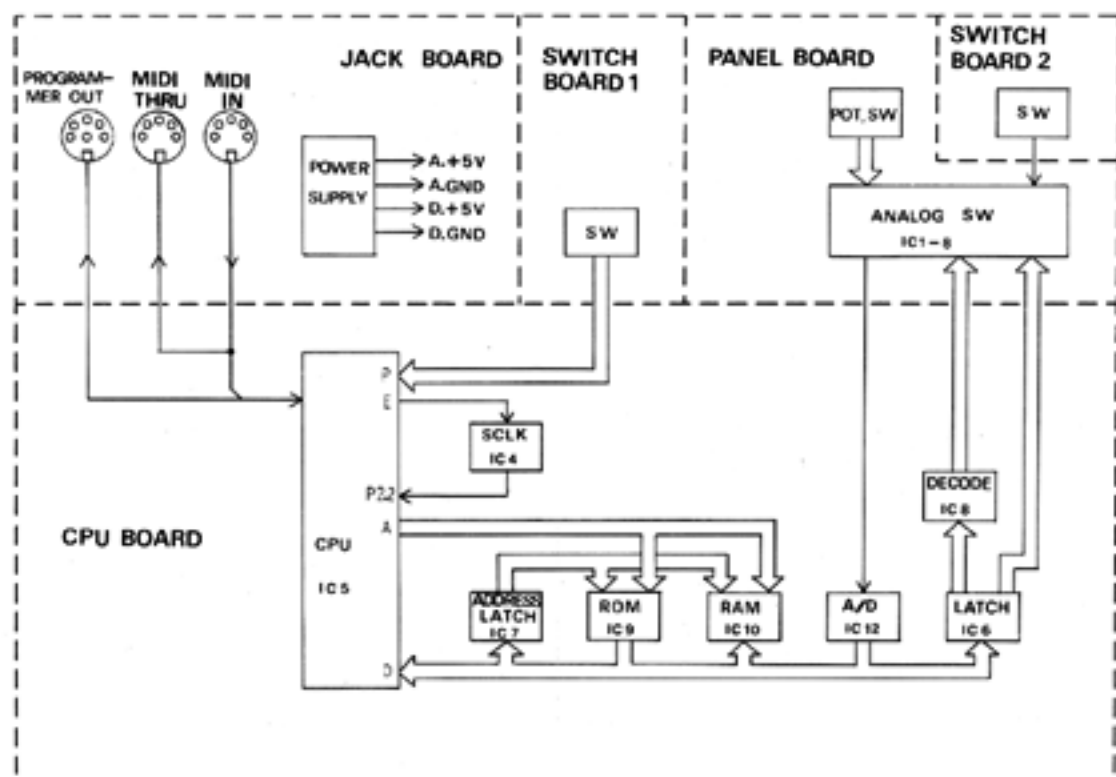 JACK BOARD
PROGRAM-
MER OUT
MIDI
THRU
MIDI
IN
POWER
SUPPLY
A.+5V
A.GND
D.+5V
D.GND
SWITCH
BOARD 1
SW
PANEL BOARD
POT, SW
SWITCH
BOARD 2
SW
ANALOG SW
IC1-8
CPU BOARD
CPU
IC5
P
E
P22
A
D
SCLK
IC4
ADDRESS
LATCH
IC7
ROM
IC9
RAM
IC10
A/D
IC12
DECODE
IC8
LATCH
IC6